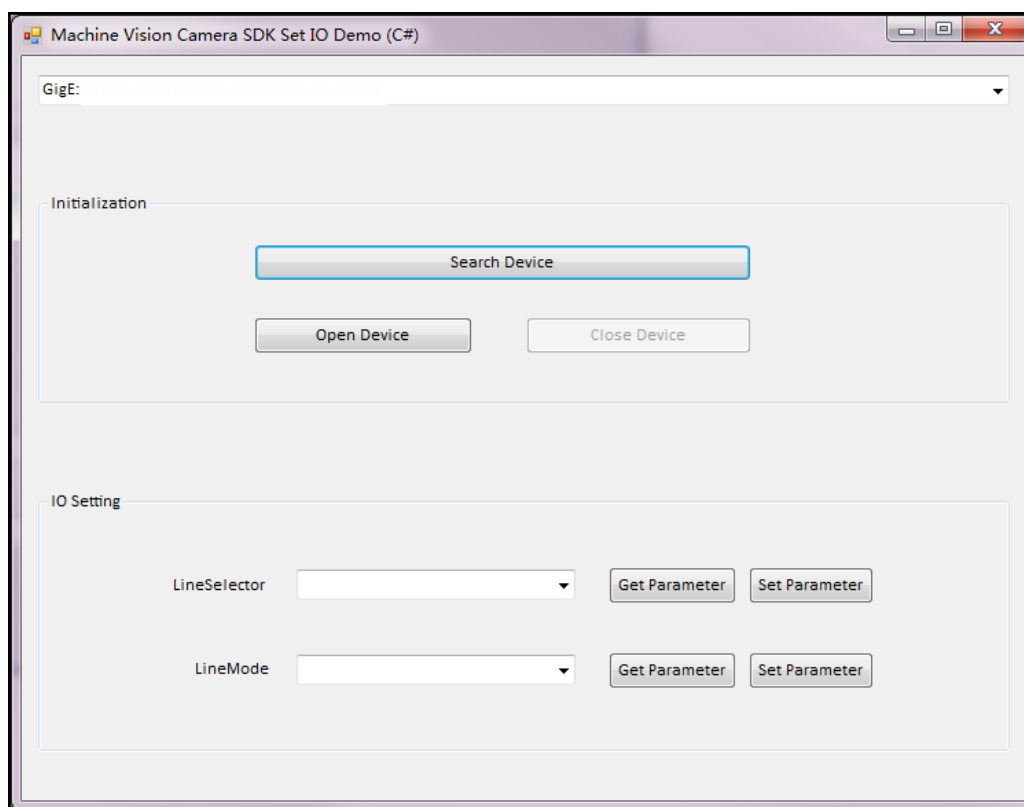 Machine Vision Camera SDK Set IO Demo (C#)
GigE:
Initialization
Search Device
Open Device Close Device
IO Setting
LineSelector Get Parameter Set Parameter
LineMode Get Parameter Set Parameter